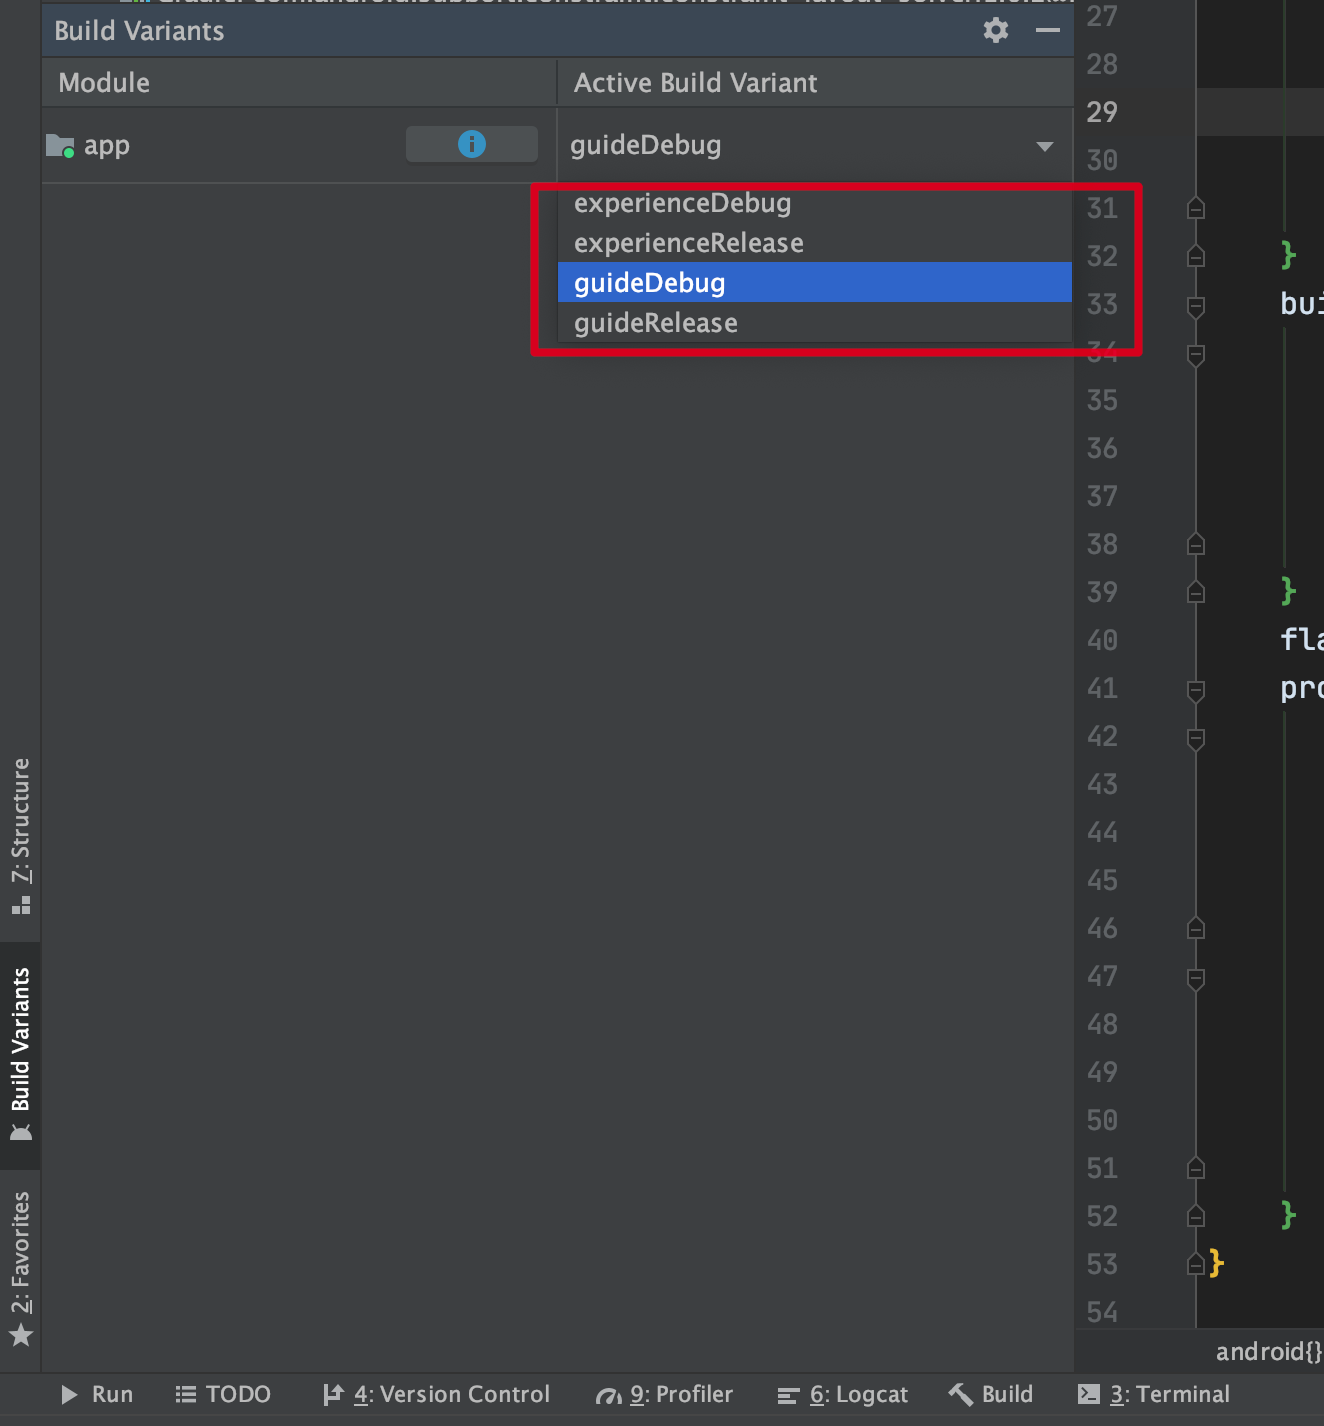 Build Variants
Module
Active Build Variant
app
guideDebug
experienceDebug
experienceRelease
guideDebug
guideRelease
27
28
29
30
31
32 }
33 bui
34
35
36
37
38
39 }
40 fla
41 pro
42
43
44
45
46
47
48
49
50
51
52 }
53 }
54
android{}
7: Structure
Build Variants
2: Favorites
Run
TODO
4: Version Control
9: Profiler
6: Logcat
Build
3: Terminal